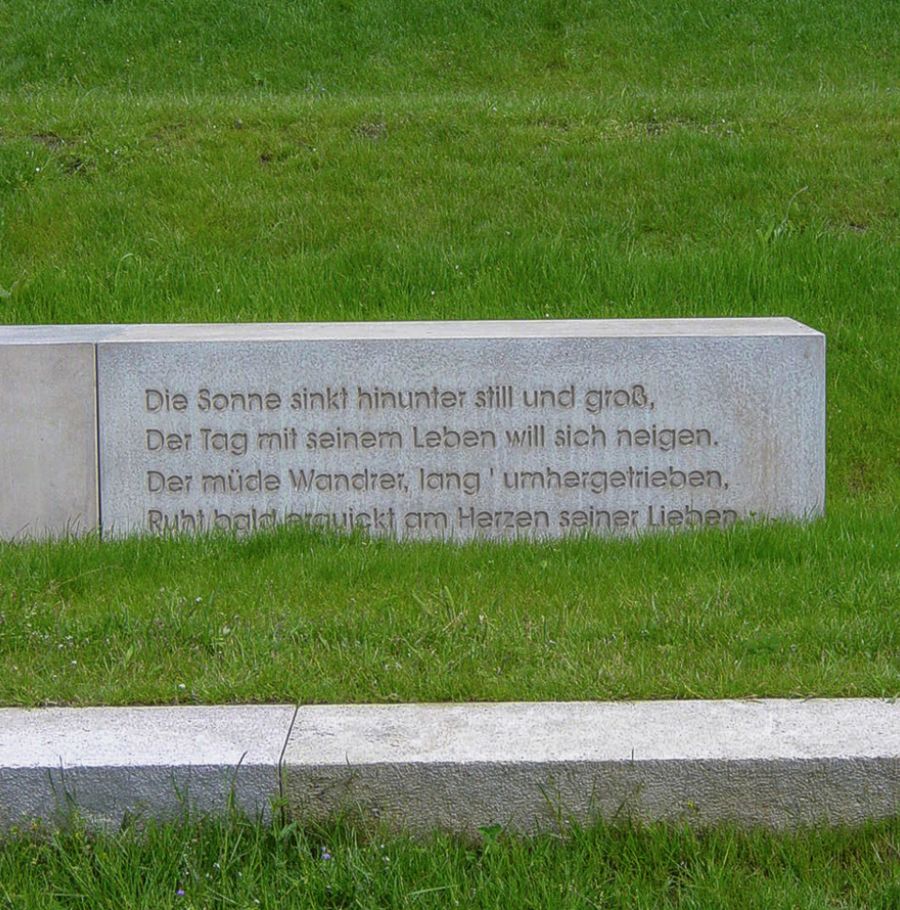 Die Sonne sinkt hinunter still und groß,
Der Tag mit seinem Leben will sich neigen.
Der müde Wandrer, lang ' umhergetrieben,
Ruht bald erquickt am Herzen seiner Lieben